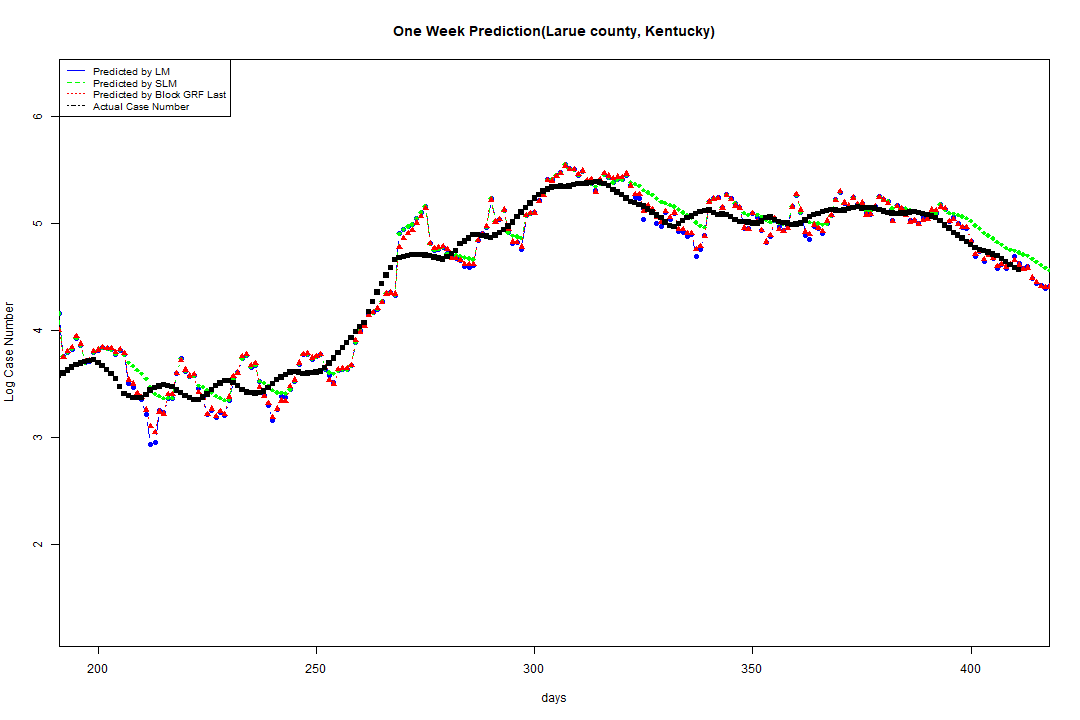 One Week Prediction(Larue county, Kentucky)
Predicted by LM
Predicted by SLM
Predicted by Block GRF Last
Actual Case Number
6
5
4
3
2
Log Case Number
200 250 300 350 400
days